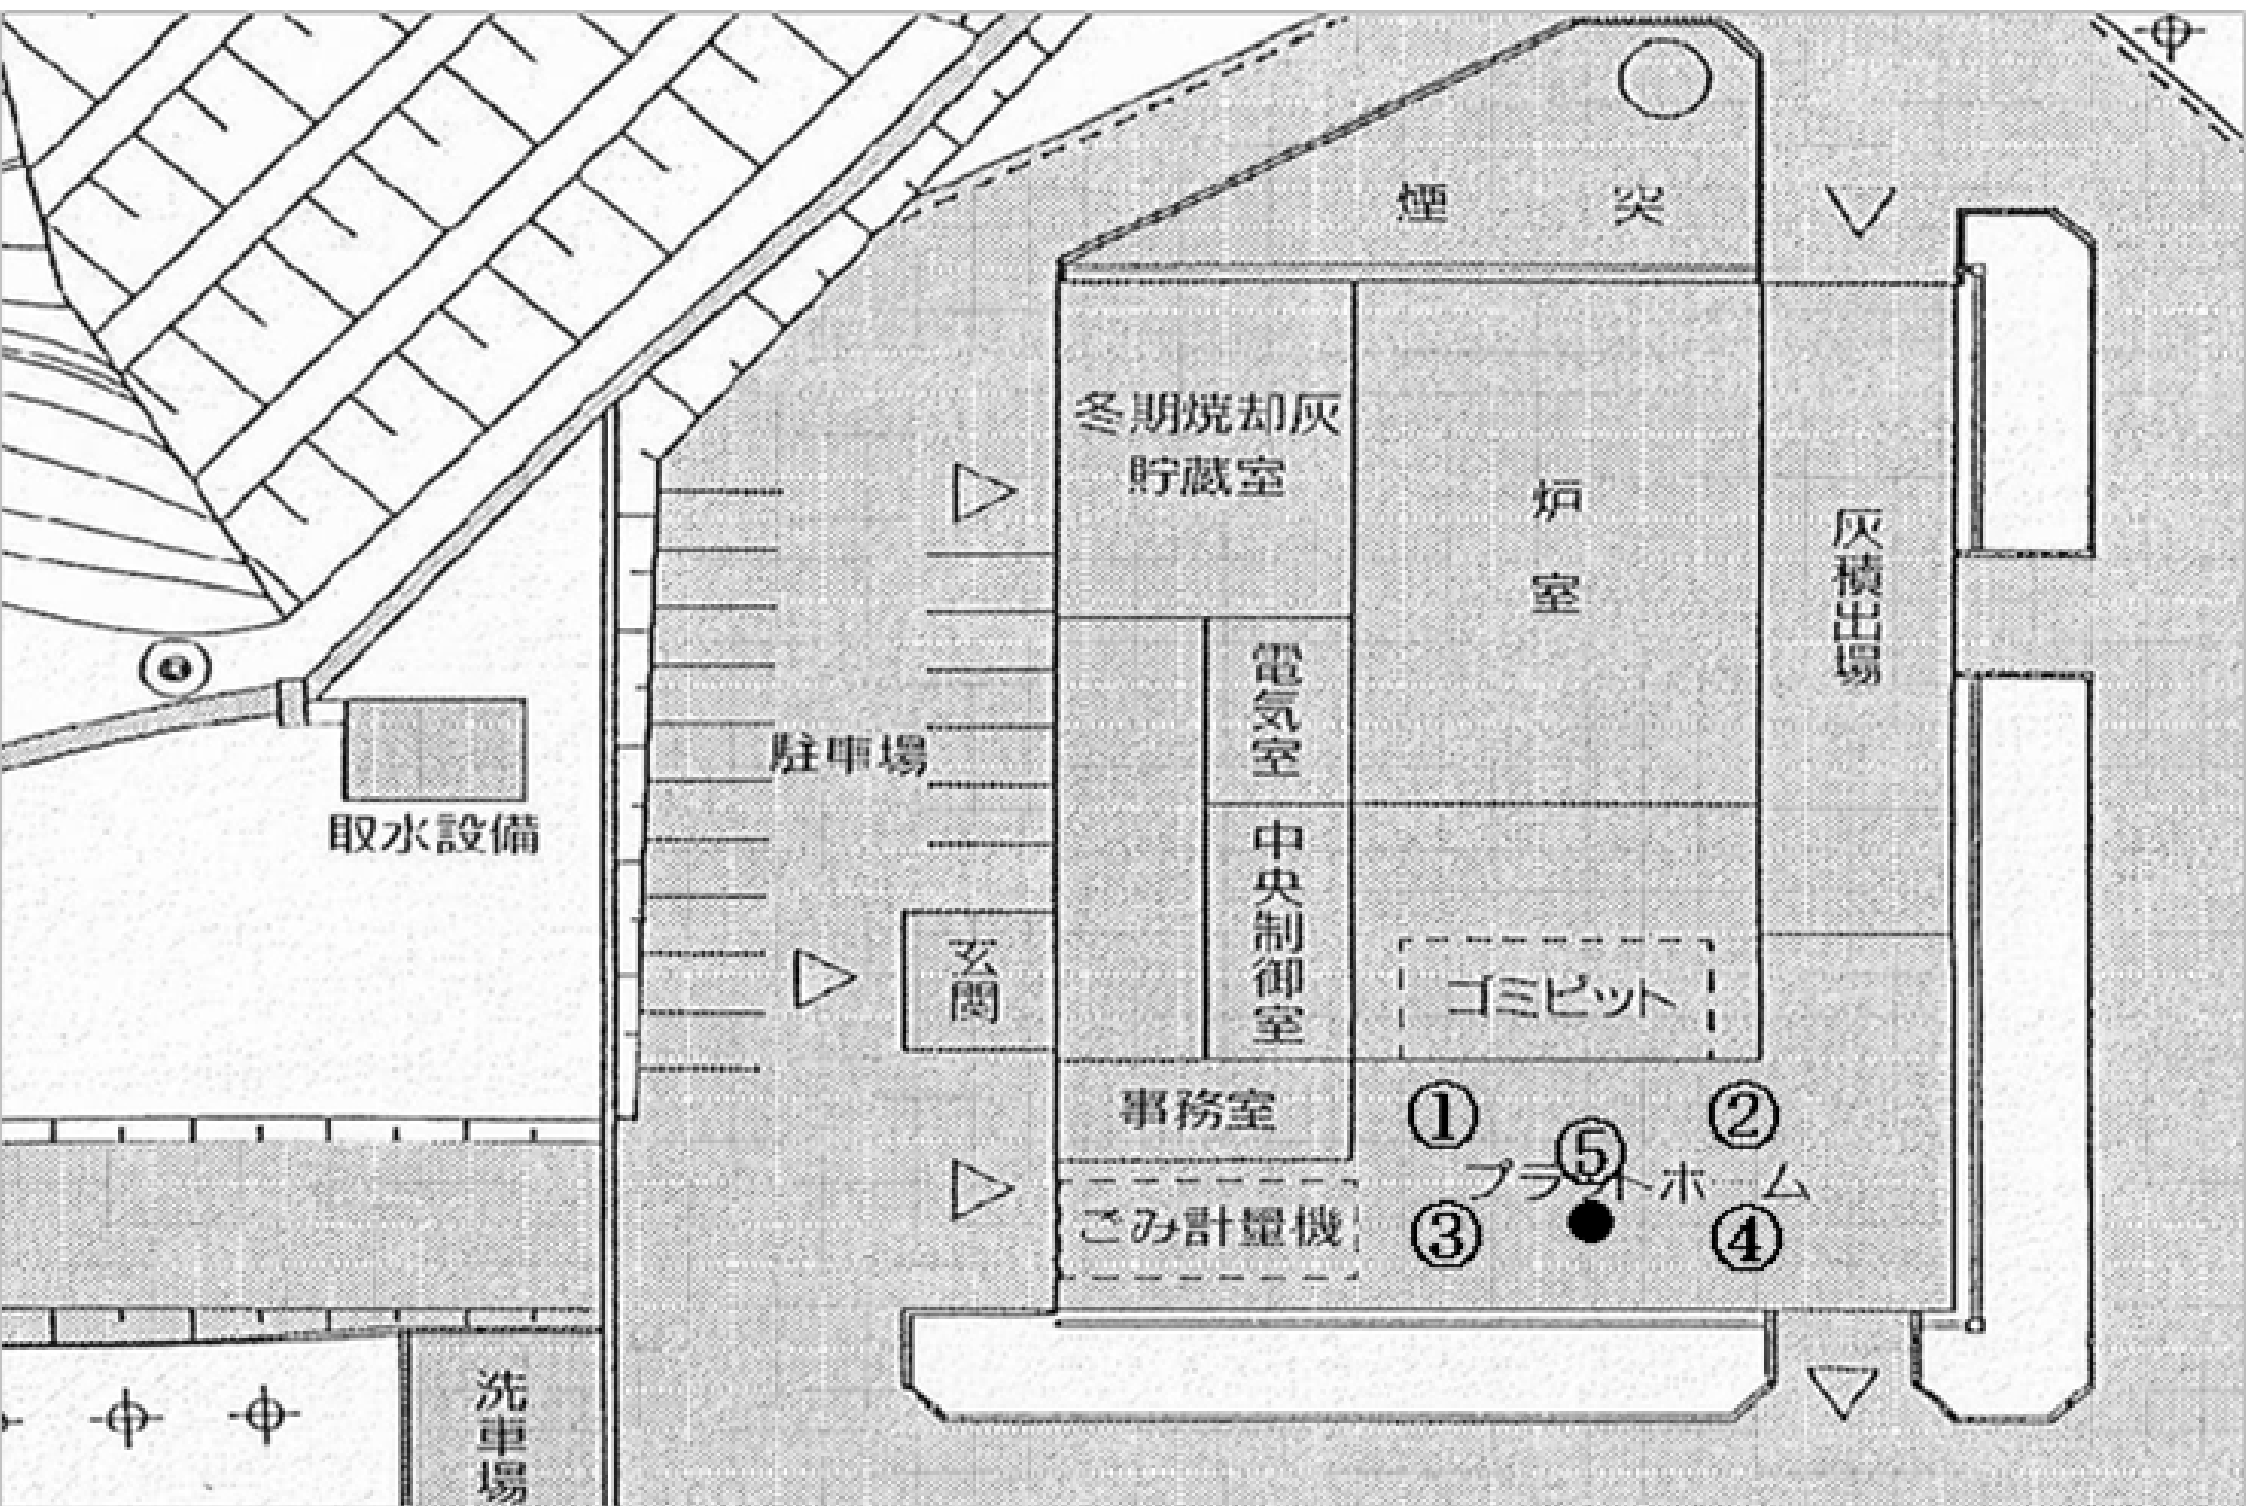 煙突
冬期焼却灰
貯蔵室
炉室
灰積出場
電気室
駐車場
取水設備
中央制御室
玄関
ゴミピット
事務室
① ②
⑤
プラットホーム
③ ④
ごみ計量機
洗車場